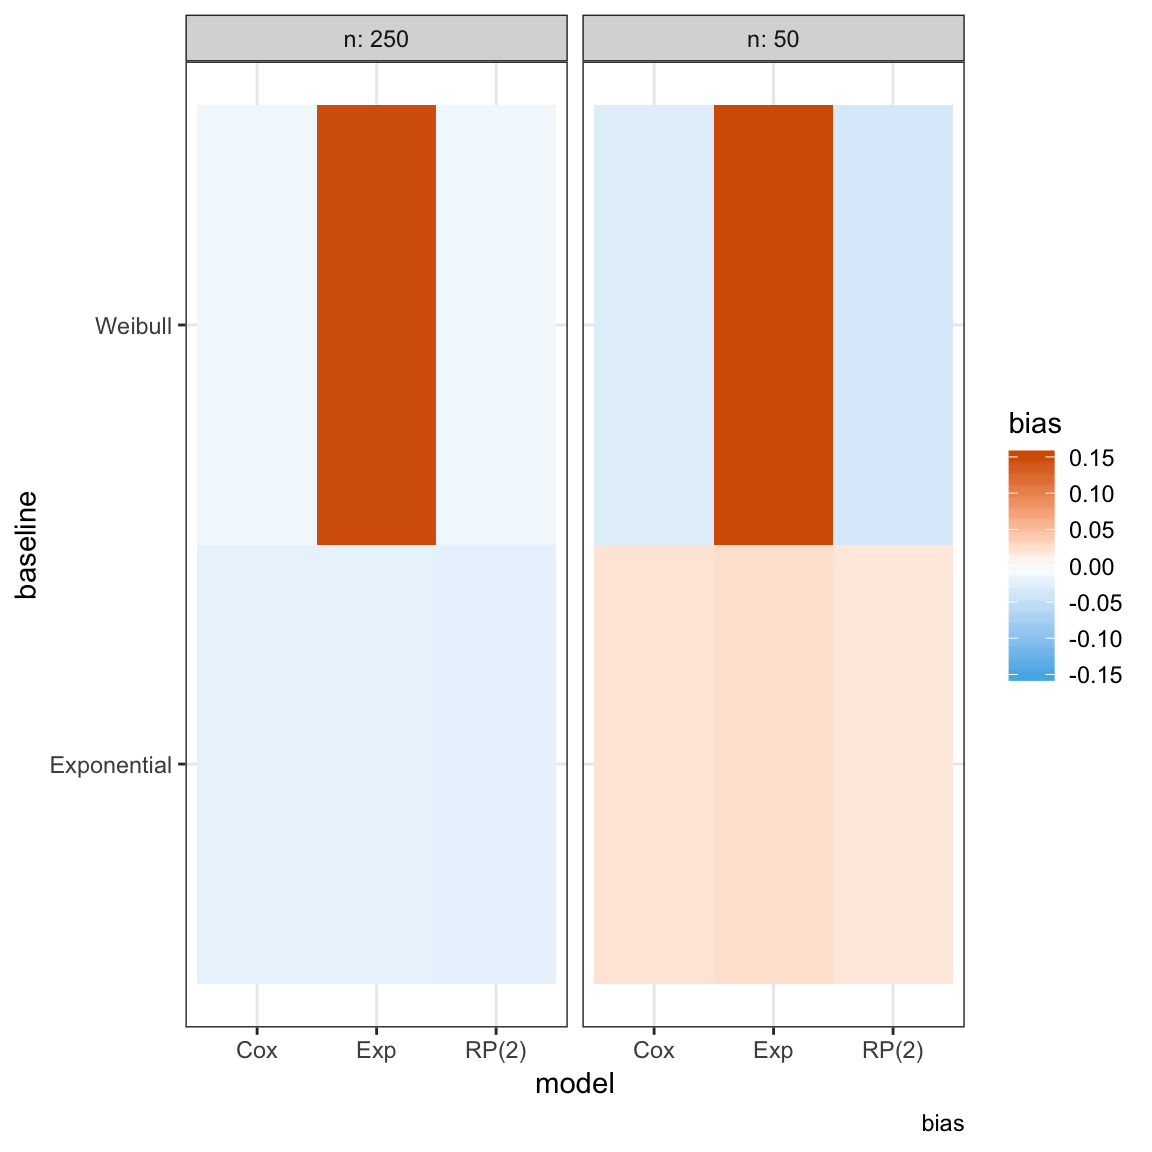 n: 250
n: 50
baseline
Weibull
Exponential
Cox
Exp
RP(2)
Cox
Exp
RP(2)
model
bias
bias
0.15
0.10
0.05
0.00
-0.05
-0.10
-0.15